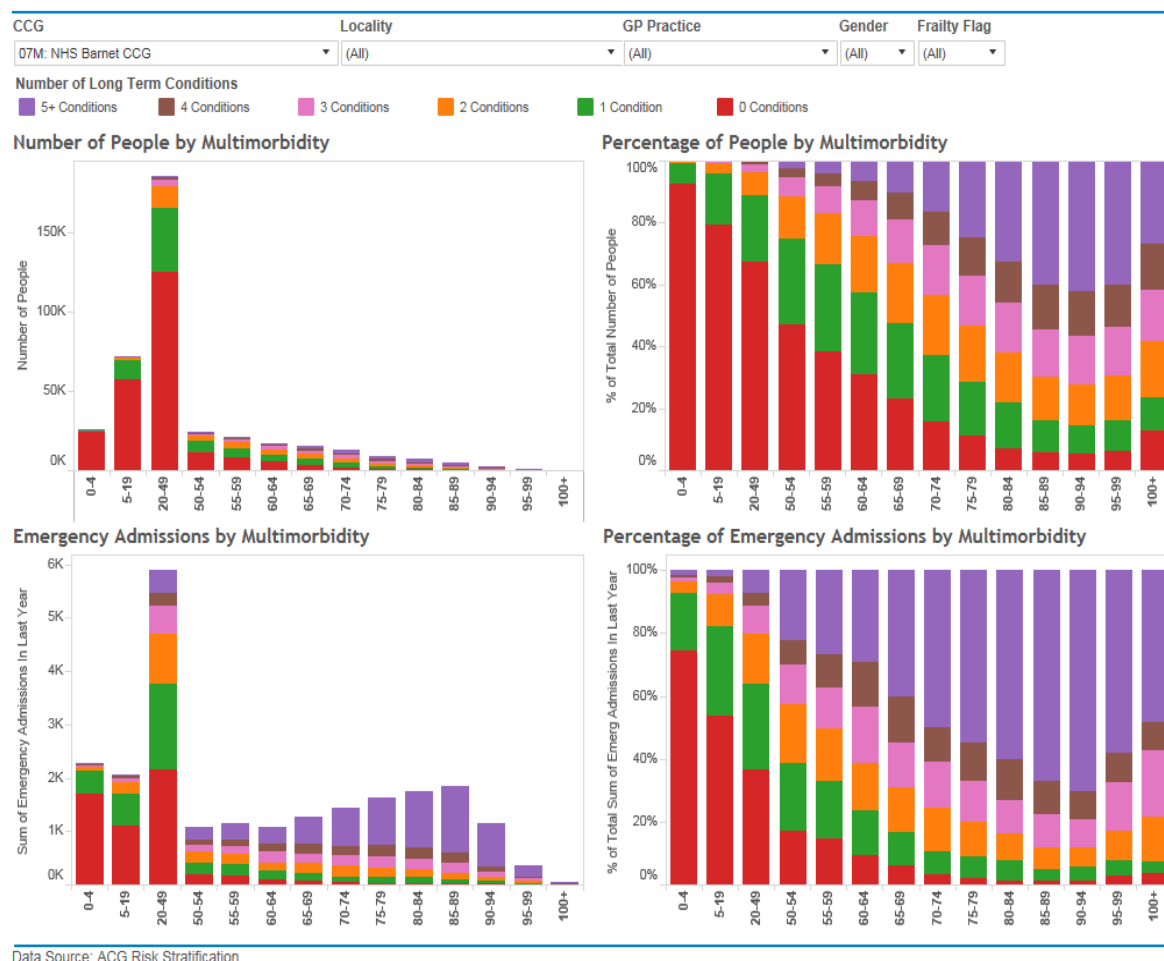 CCG Locality GP Practice Gender Frailty Flag
07M: NHS Barnet CCG (All) (All) (All) (All)
Number of Long Term Conditions
5+ Conditions 4 Conditions 3 Conditions 2 Conditions 1 Condition 0 Conditions
Number of People by Multimorbidity
Number of People
150K
100K
50K
0K
0-4 5-19 20-49 50-54 55-59 60-64 65-69 70-74 75-79 80-84 85-89 90-94 95-99 100+
Percentage of People by Multimorbidity
% of Total Number of People
100%
80%
60%
40%
20%
0%
0-4 5-19 20-49 50-54 55-59 60-64 65-69 70-74 75-79 80-84 85-89 90-94 95-99 100+
Emergency Admissions by Multimorbidity
Sum of Emergency Admissions In Last Year
6K
5K
4K
3K
2K
1K
0K
0-4 5-19 20-49 50-54 55-59 60-64 65-69 70-74 75-79 80-84 85-89 90-94 95-99 100+
Percentage of Emergency Admissions by Multimorbidity
% of Total Sum of Emerg Admissions In Last Year
100%
80%
60%
40%
20%
0%
0-4 5-19 20-49 50-54 55-59 60-64 65-69 70-74 75-79 80-84 85-89 90-94 95-99 100+
Data Source: ACG Risk Stratification